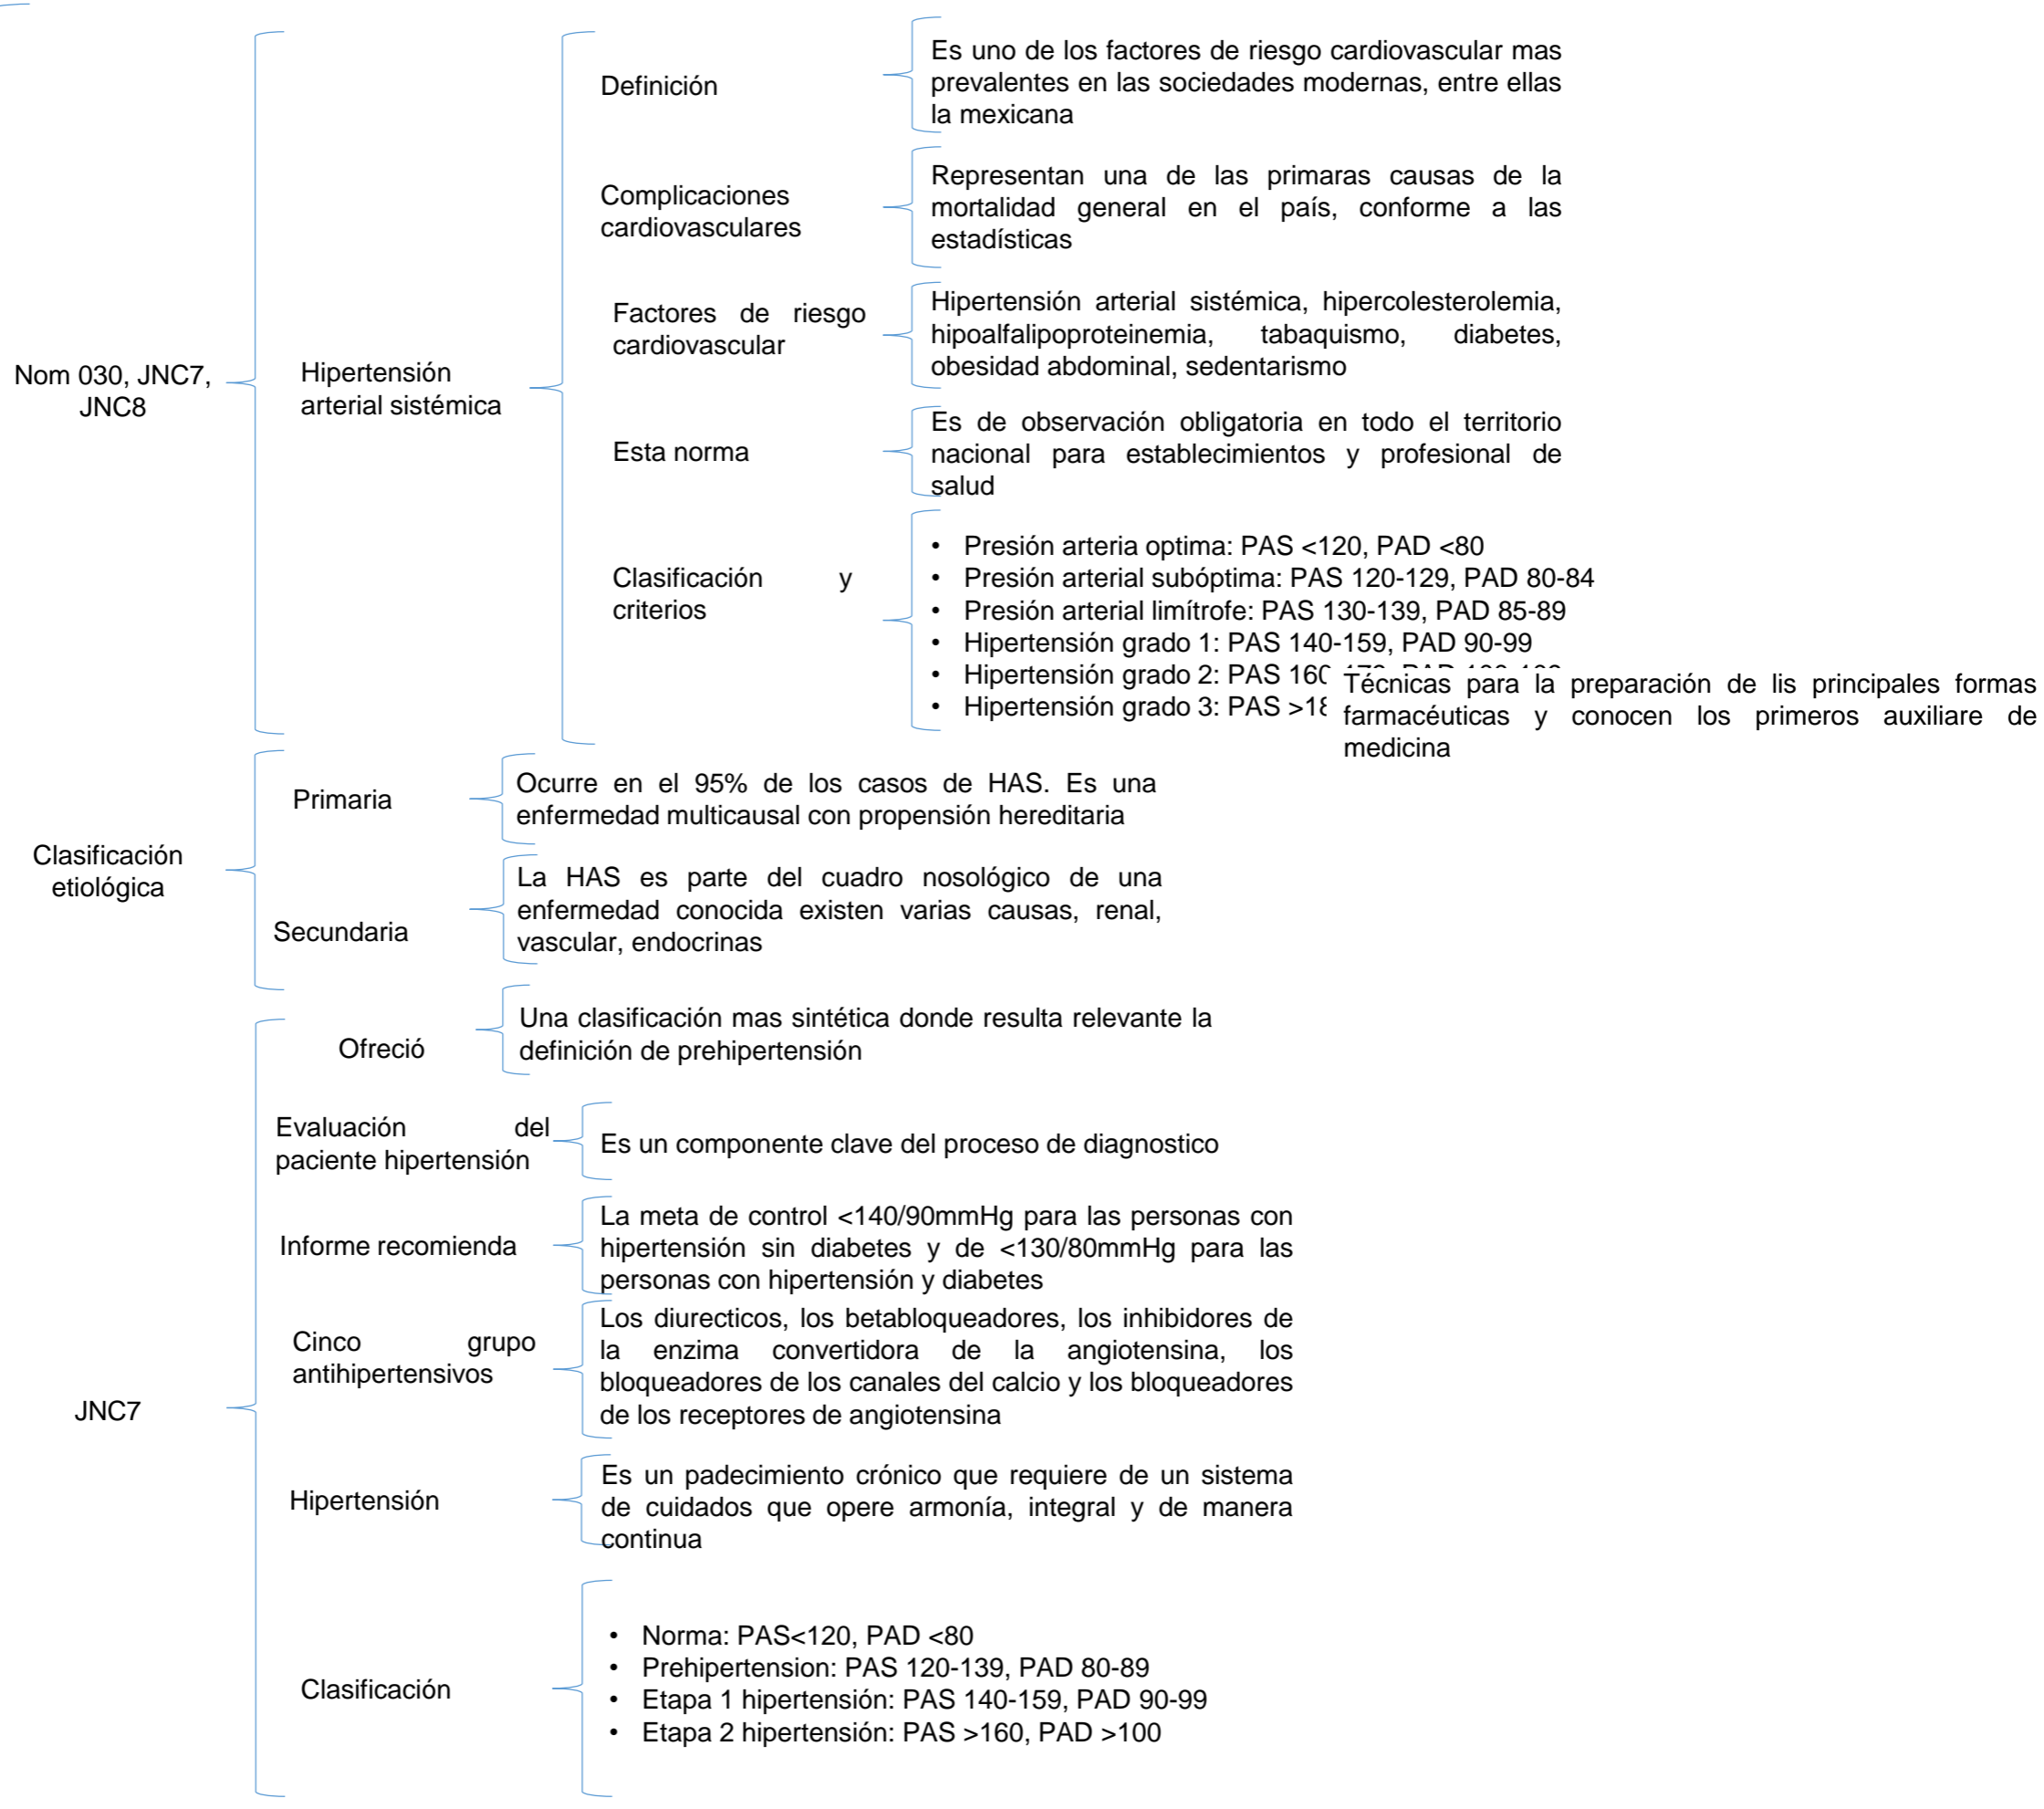 Nom 030, JNC7,
JNC8
Hipertensión
arterial sistémica
Definición
Es uno de los factores de riesgo cardiovascular mas
prevalentes en las sociedades modernas, entre ellas
la mexicana
Complicaciones
cardiovasculares
Representan una de las primaras causas de la
mortalidad general en el país, conforme a las
estadísticas
Factores de riesgo
cardiovascular
Hipertensión arterial sistémica, hipercolesterolemia,
hipoalfalipoproteinemia, tabaquismo, diabetes,
obesidad abdominal, sedentarismo
Esta norma
Es de observación obligatoria en todo el territorio
nacional para establecimientos y profesional de
salud
Clasificación y
criterios
• Presión arteria optima: PAS <120, PAD <80
• Presión arterial subóptima: PAS 120-129, PAD 80-84
• Presión arterial limítrofe: PAS 130-139, PAD 85-89
• Hipertensión grado 1: PAS 140-159, PAD 90-99
• Hipertensión grado 2: PAS
• Hipertensión grado 3: PAS
Técnicas para la preparación de lis principales formas
farmacéuticas y conocen los primeros auxiliare de
medicina
Clasificación
etiológica
Primaria
Ocurre en el 95% de los casos de HAS. Es una
enfermedad multicausal con propensión hereditaria
Secundaria
La HAS es parte del cuadro nosológico de una
enfermedad conocida existen varias causas, renal,
vascular, endocrinas
JNC7
Ofreció
Una clasificación mas sintética donde resulta relevante la
definición de prehipertensión
Evaluación del
paciente hipertensión
Es un componente clave del proceso de diagnostico
Informe recomienda
La meta de control <140/90mmHg para las personas con
hipertensión sin diabetes y de <130/80mmHg para las
personas con hipertensión y diabetes
Cinco grupo
antihipertensivos
Los diurecticos, los betabloqueadores, los inhibidores de
la enzima convertidora de la angiotensina, los
bloqueadores de los canales del calcio y los bloqueadores
de los receptores de angiotensina
Hipertensión
Es un padecimiento crónico que requiere de un sistema
de cuidados que opere armonía, integral y de manera
continua
Clasificación
• Norma: PAS<120, PAD <80
• Prehipertension: PAS 120-139, PAD 80-89
• Etapa 1 hipertensión: PAS 140-159, PAD 90-99
• Etapa 2 hipertensión: PAS >160, PAD >100